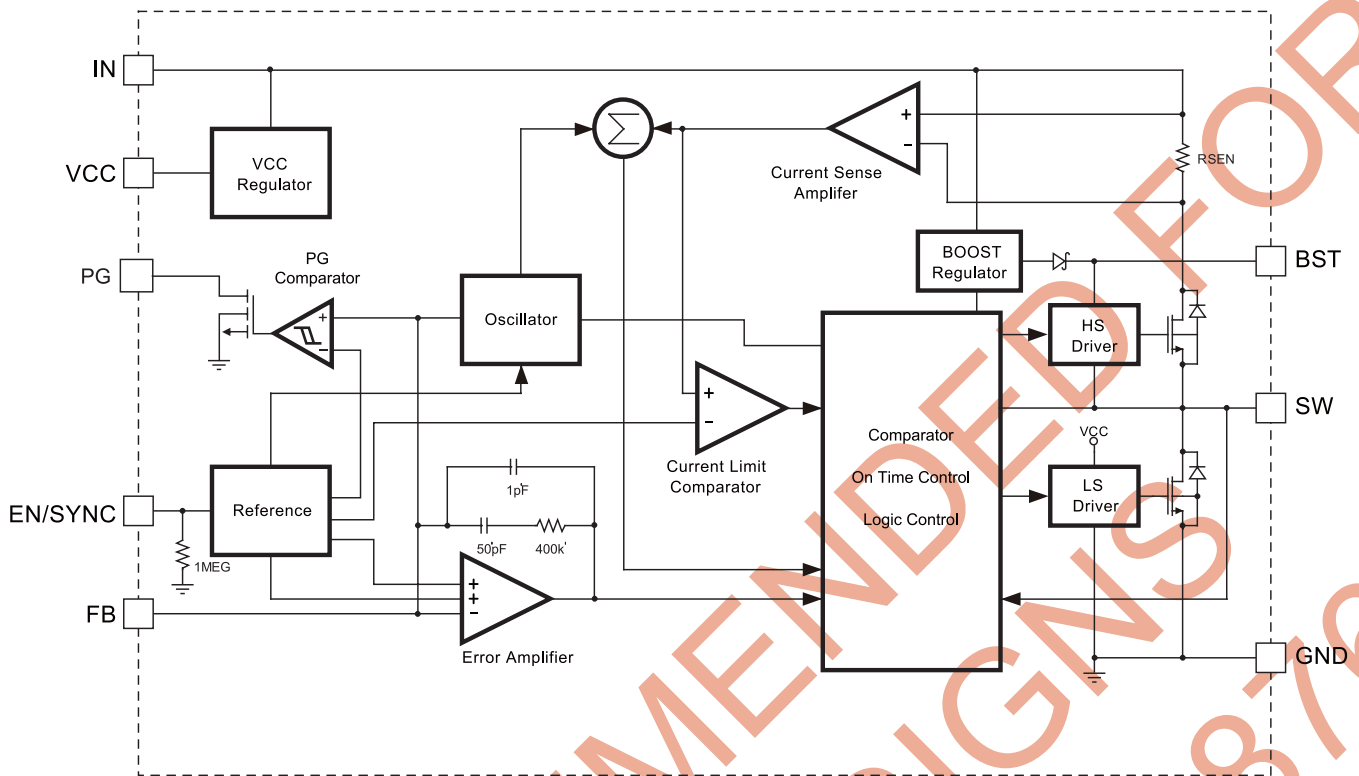 IN
VCC
PG
EN/SYNC
FB
BST
SW
GND
VCC
Regulator
PG
Comparator
Oscillator
Σ
+
−
Current Sense
Amplifer
RSEN
BOOST
Regulator
HS
Driver
VCC
LS
Driver
+
−
+
−
Current Limit
Comparator
Comparator
On Time Control
Logic Control
Reference
1MEG
1pF
50pF
400k
+
+
−
Error Amplifier
MENDED FOR
IGNS
876